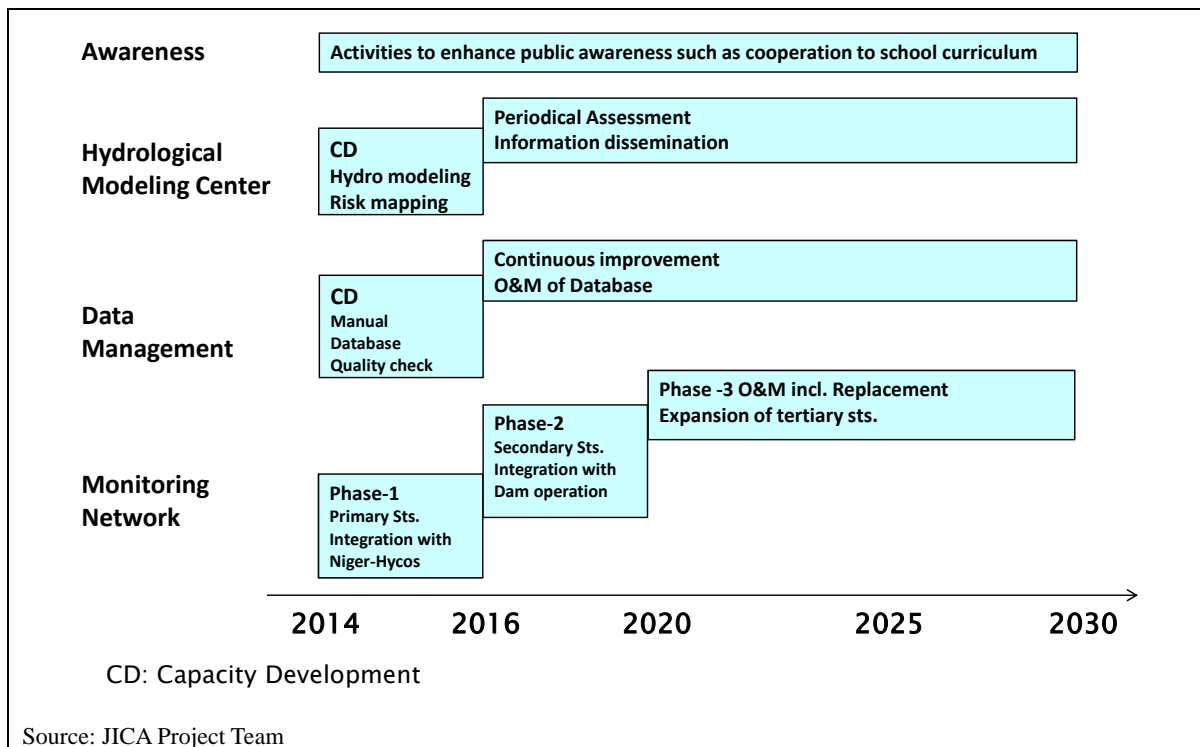 Awareness
Activities to enhance public awareness such as cooperation to school curriculum
Hydrological
Modeling Center
CD
Hydro modeling
Risk mapping
Periodical Assessment
Information dissemination
Data
Management
CD
Manual
Database
Quality check
Continuous improvement
O&M of Database
Monitoring
Network
Phase-1
Primary Sts.
Integration with
Niger-Hycos
Phase-2
Secondary Sts.
Integration with
Dam operation
Phase -3 O&M incl. Replacement
Expansion of tertiary sts.
2014 2016 2020 2025 2030
CD: Capacity Development
Source: JICA Project Team